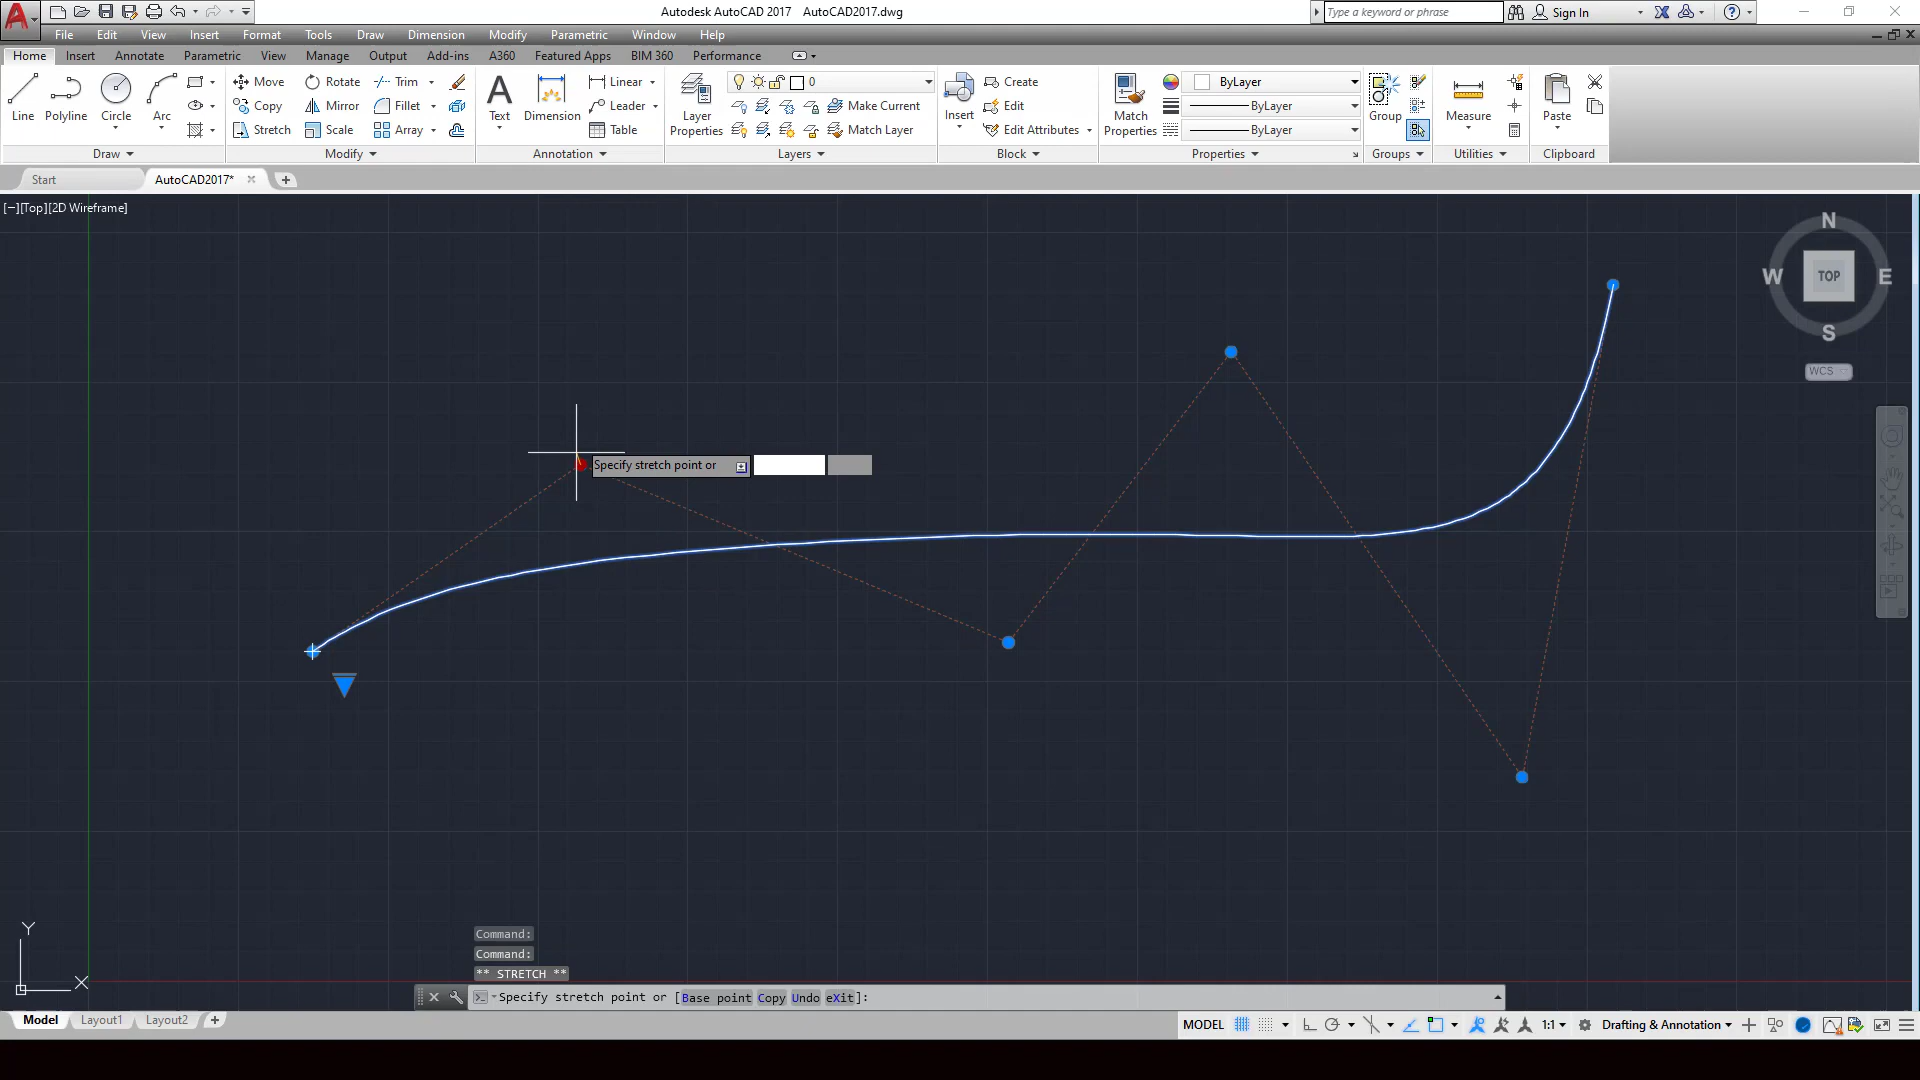 Autodesk AutoCAD 2017 AutoCAD2017.dwg
Type a keyword or phrase
Sign In
File Edit View Insert Format Tools Draw Dimension Modify Parametric Window Help
Home Insert Annotate Parametric View Manage Output Add-ins A360 Featured Apps BIM 360 Performance
Line Polyline Circle Arc
Move Rotate Trim
Copy Mirror Fillet
Stretch Scale Array
Text Dimension
Linear
Leader
Table
Layer Properties
0
Make Current
Match Layer
Insert
Create
Edit
Edit Attributes
Match Properties
ByLayer
ByLayer
ByLayer
Group
Measure
Paste
Draw Modify Annotation Layers Block Properties Groups Utilities Clipboard
Start AutoCAD2017*
[−][Top][2D Wireframe]
N
W TOP E
S
WCS
Specify stretch point or
Y
X
Command:
Command:
** STRETCH **
Specify stretch point or [Base point Copy Undo eXit]:
Model Layout1 Layout2
MODEL 1:1 Drafting & Annotation